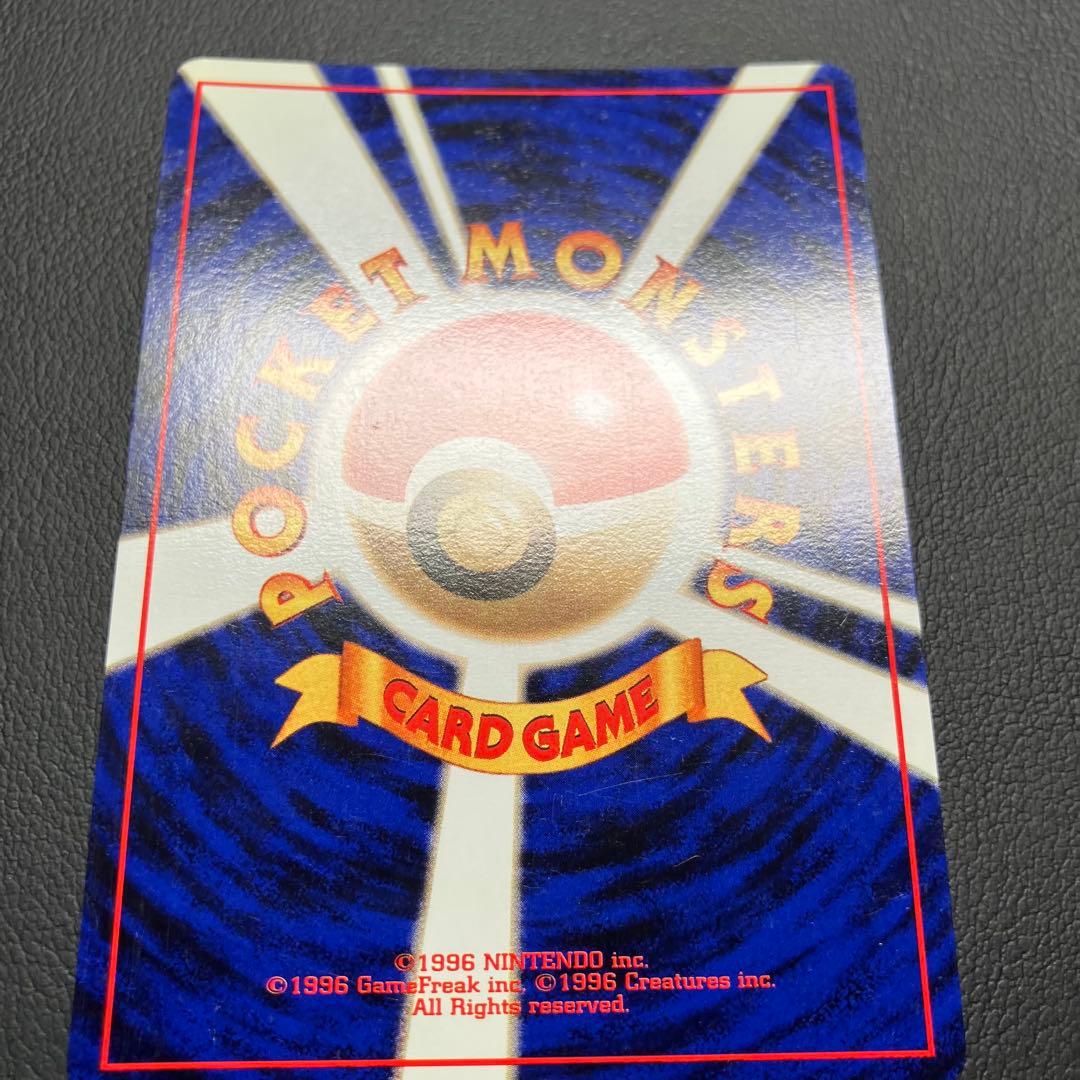 POCKET MONSTERS
CARD GAME
©1996 NINTENDO inc.
©1996 GameFreak inc. ©1996 Creatures inc.
All Rights reserved.